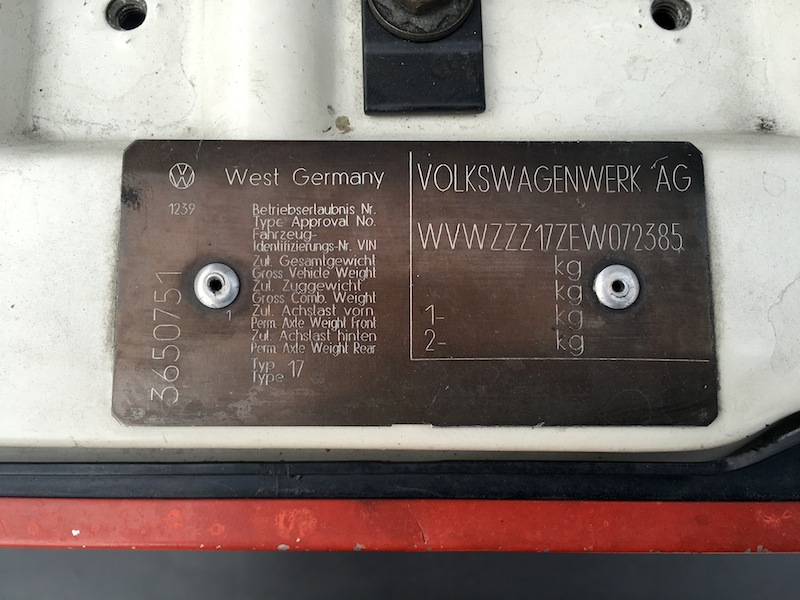 West Germany
1239
Betriebserlaubnis Nr.
Type Approval No.
Fahrzeug-
Identifizierungs-Nr. VIN
Zul. Gesamtgewicht
Gross Vehicle Weight
Zul. Zuggewicht
Gross Comb. Weight
1 Zul. Achslast vorn
Perm. Axle Weight Front
Zul. Achslast hinten
Perm. Axle Weight Rear
Typ
Type 17
3650751
VOLKSWAGENWERK AG
WVWZZZ17ZEW072385
kg
kg
1- kg
2- kg